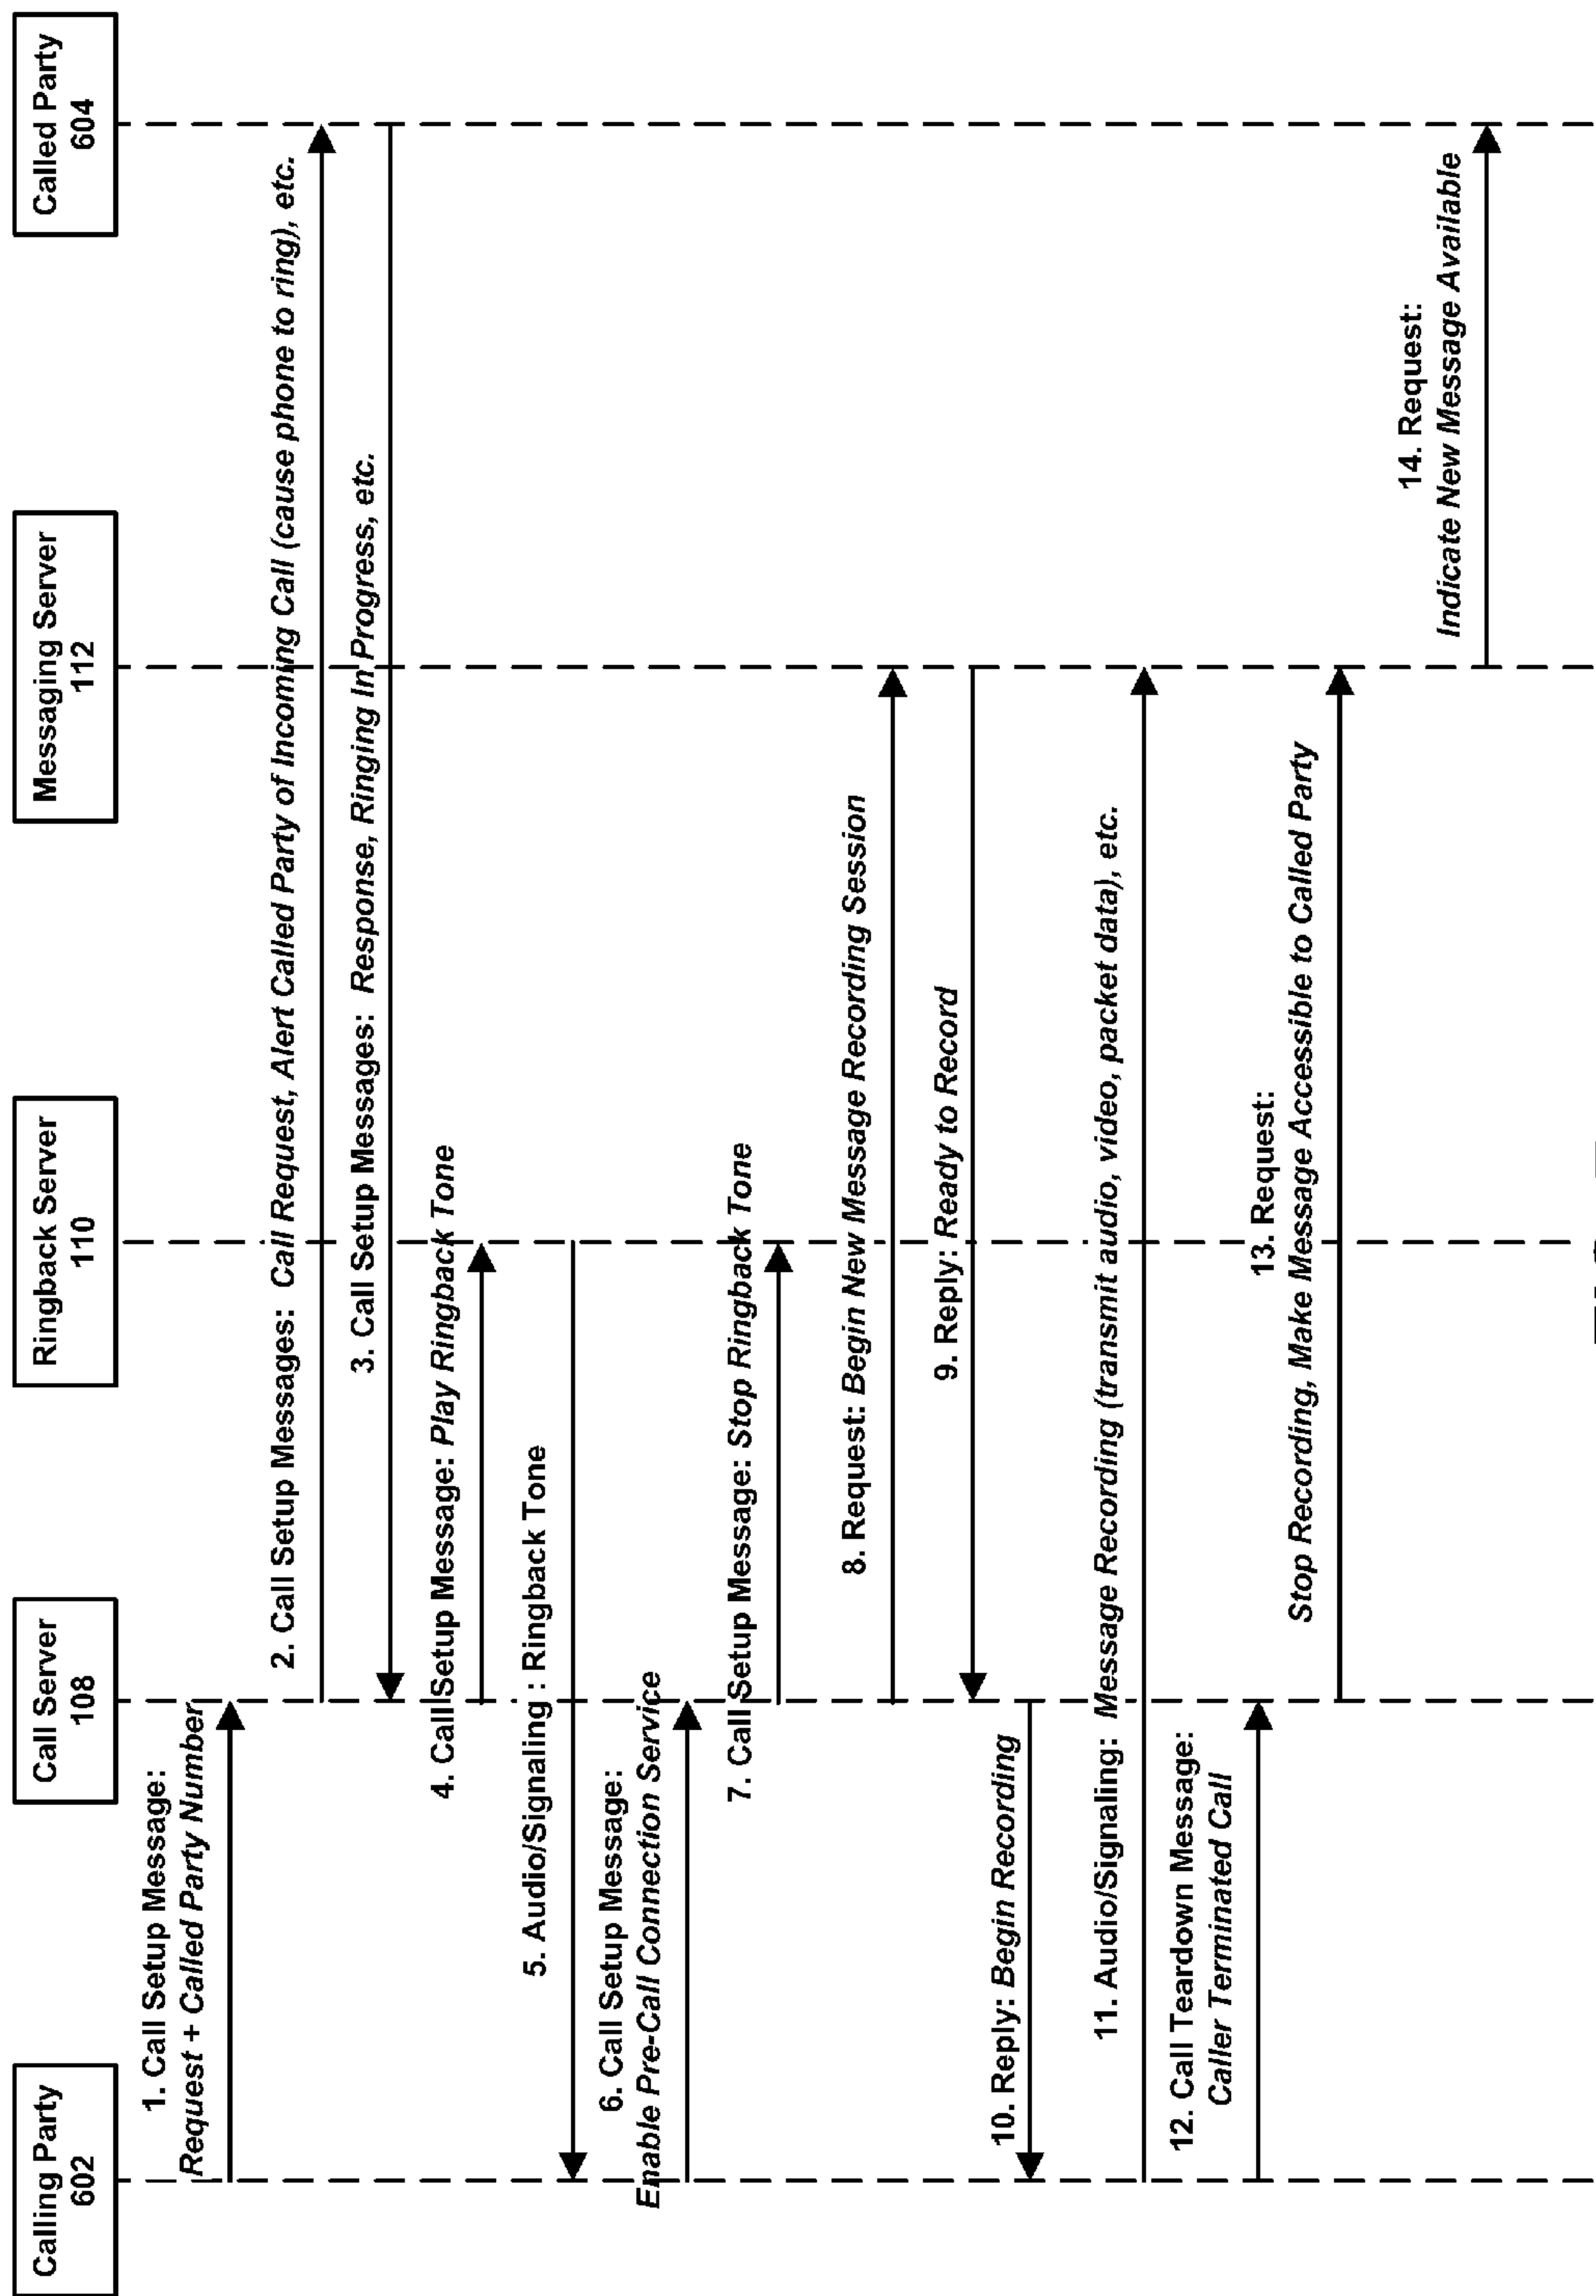 Calling Party
602
Call Server
108
Ringback Server
110
Messaging Server
112
Called Party
604
1. Call Setup Message:
Request + Called Party Number
2. Call Setup Messages: Call Request, Alert Called Party of Incoming Call (cause phone to ring), etc.
3. Call Setup Messages: Response, Ringing In Progress, etc.
4. Call Setup Message: Play Ringback Tone
5. Audio/Signaling : Ringback Tone
6. Call Setup Message:
Enable Pre-Call Connection Service
7. Call Setup Message: Stop Ringback Tone
8. Request: Begin New Message Recording Session
9. Reply: Ready to Record
10. Reply: Begin Recording
11. Audio/Signaling: Message Recording (transmit audio, video, packet data), etc.
12. Call Teardown Message:
Caller Terminated Call
13. Request:
Stop Recording, Make Message Accessible to Called Party
14. Request:
Indicate New Message Available